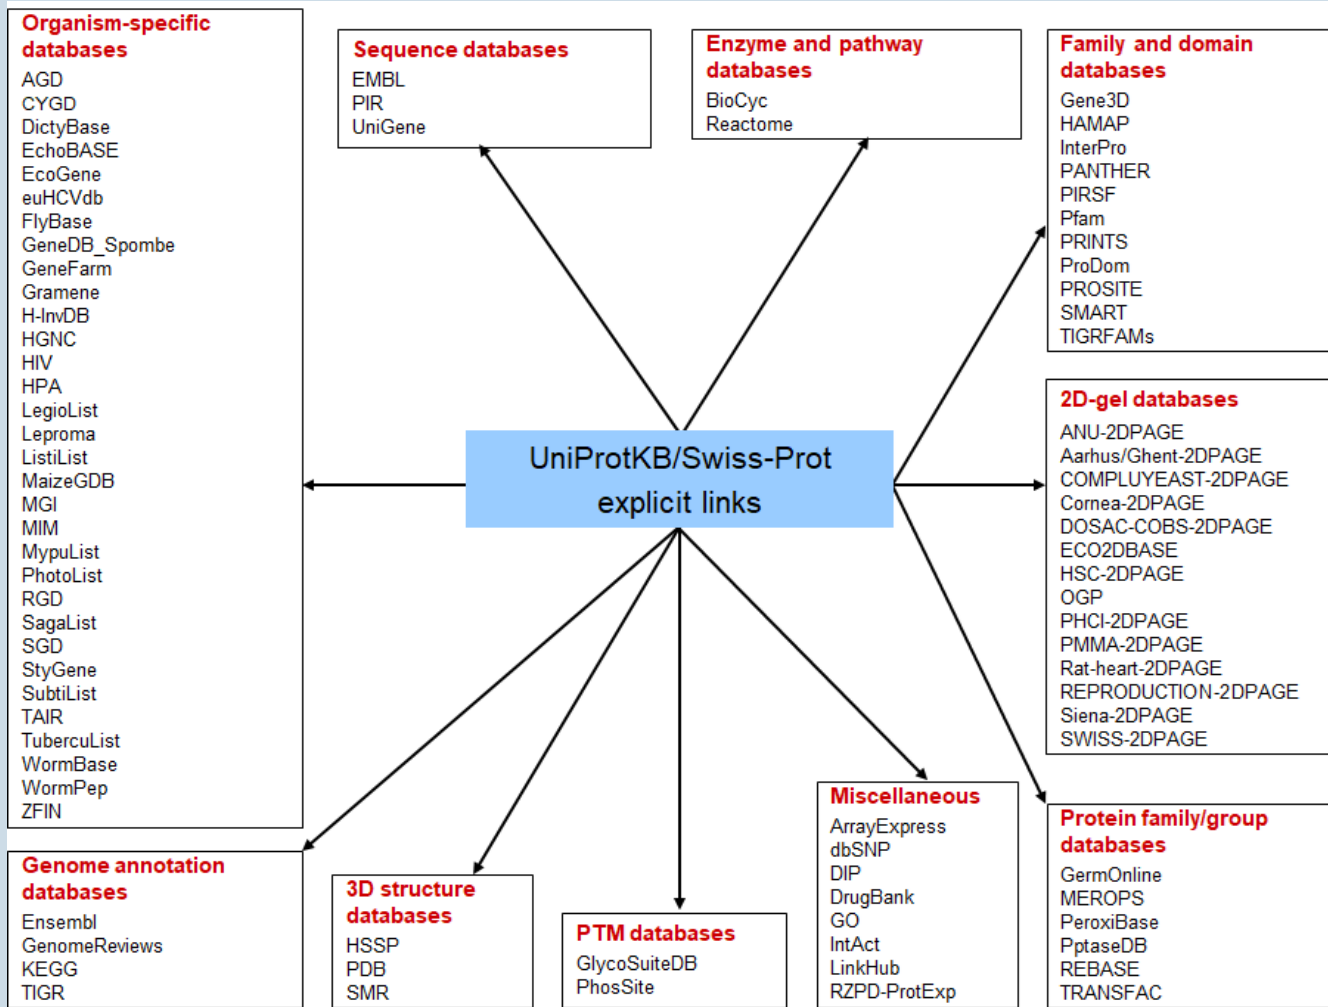 Organism-specific
databases
AGD
CYGD
DictyBase
EchoBASE
EcoGene
euHCVdb
FlyBase
GeneDB_Spombe
GeneFarm
Gramene
H-InvDB
HGNC
HIV
HPA
LegioList
Leproma
ListiList
MaizeGDB
MGI
MIM
MypuList
PhotoList
RGD
SagaList
SGD
StyGene
SubtiList
TAIR
TubercuList
WormBase
WormPep
ZFIN
Sequence databases
EMBL
PIR
UniGene
Enzyme and pathway
databases
BioCyc
Reactome
Family and domain
databases
Gene3D
HAMAP
InterPro
PANTHER
PIRSF
Pfam
PRINTS
ProDom
PROSITE
SMART
TIGRFAMs
UniProtKB/Swiss-Prot
explicit links
2D-gel databases
ANU-2DPAGE
Aarhus/Ghent-2DPAGE
COMPLUYEAST-2DPAGE
Cornea-2DPAGE
DOSAC-COBS-2DPAGE
ECO2DBASE
HSC-2DPAGE
OGP
PHCI-2DPAGE
PMMA-2DPAGE
Rat-heart-2DPAGE
REPRODUCTION-2DPAGE
Siena-2DPAGE
SWISS-2DPAGE
Genome annotation
databases
Ensembl
GenomeReviews
KEGG
TIGR
3D structure
databases
HSSP
PDB
SMR
PTM databases
GlycoSuiteDB
PhosSite
Miscellaneous
ArrayExpress
dbSNP
DIP
DrugBank
GO
IntAct
LinkHub
RZPD-ProtExp
Protein family/group
databases
GermOnline
MEROPS
PeroxiBase
PptaseDB
REBASE
TRANSFAC